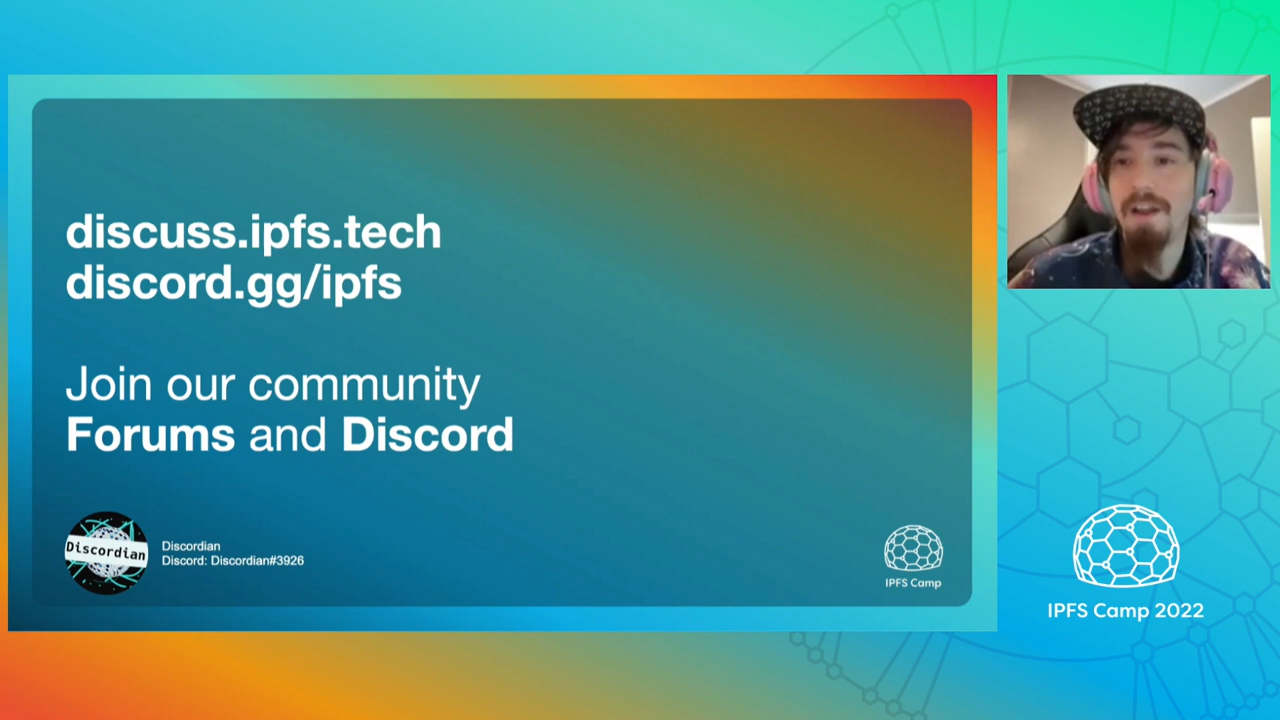 discuss.ipfs.tech
discord.gg/ipfs
Join our community
Forums and Discord
Discordian
Discordian
Discord: Discordian#3926
IPFS Camp
IPFS Camp 2022